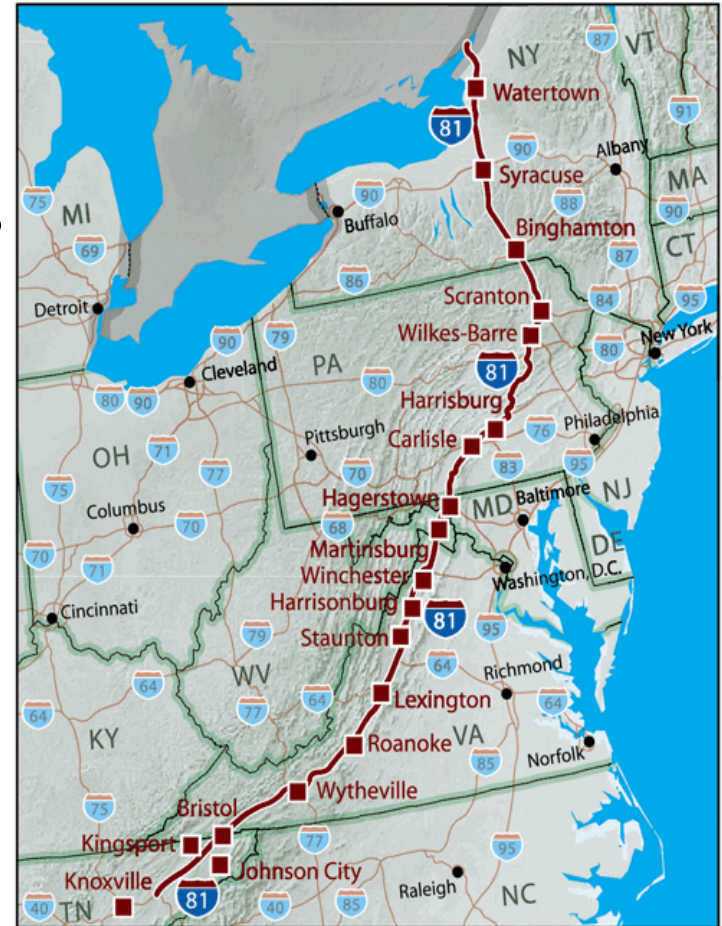 NY
87
VT
Watertown
91
81
90
Albany
75
Syracuse
MA
90
88
90
MI
Buffalo
CT
69
Binghamton
87
86
Scranton
84
95
Detroit
90
79
Wilkes-Barre
New York
80
Cleveland
PA
80
81
80
90
Harrisburg
Philadelphia
76
Pittsburgh
Carlisle
OH
71
70
83
95
77
75
Hagerstown
NJ
Columbus
MD
Baltimore
70
68
DE
70
Martinsburg
71
Winchester
Washington, D.C.
Cincinnati
Harrisonburg
81
79
Staunton
95
WV
64
Richmond
64
64
Lexington
64
77
64
KY
Roanoke
VA
Norfolk
85
75
Wytheville
Bristol
77
95
Kingsport
Johnson City
Knoxville
81
Raleigh
NC
40
TN
40
85